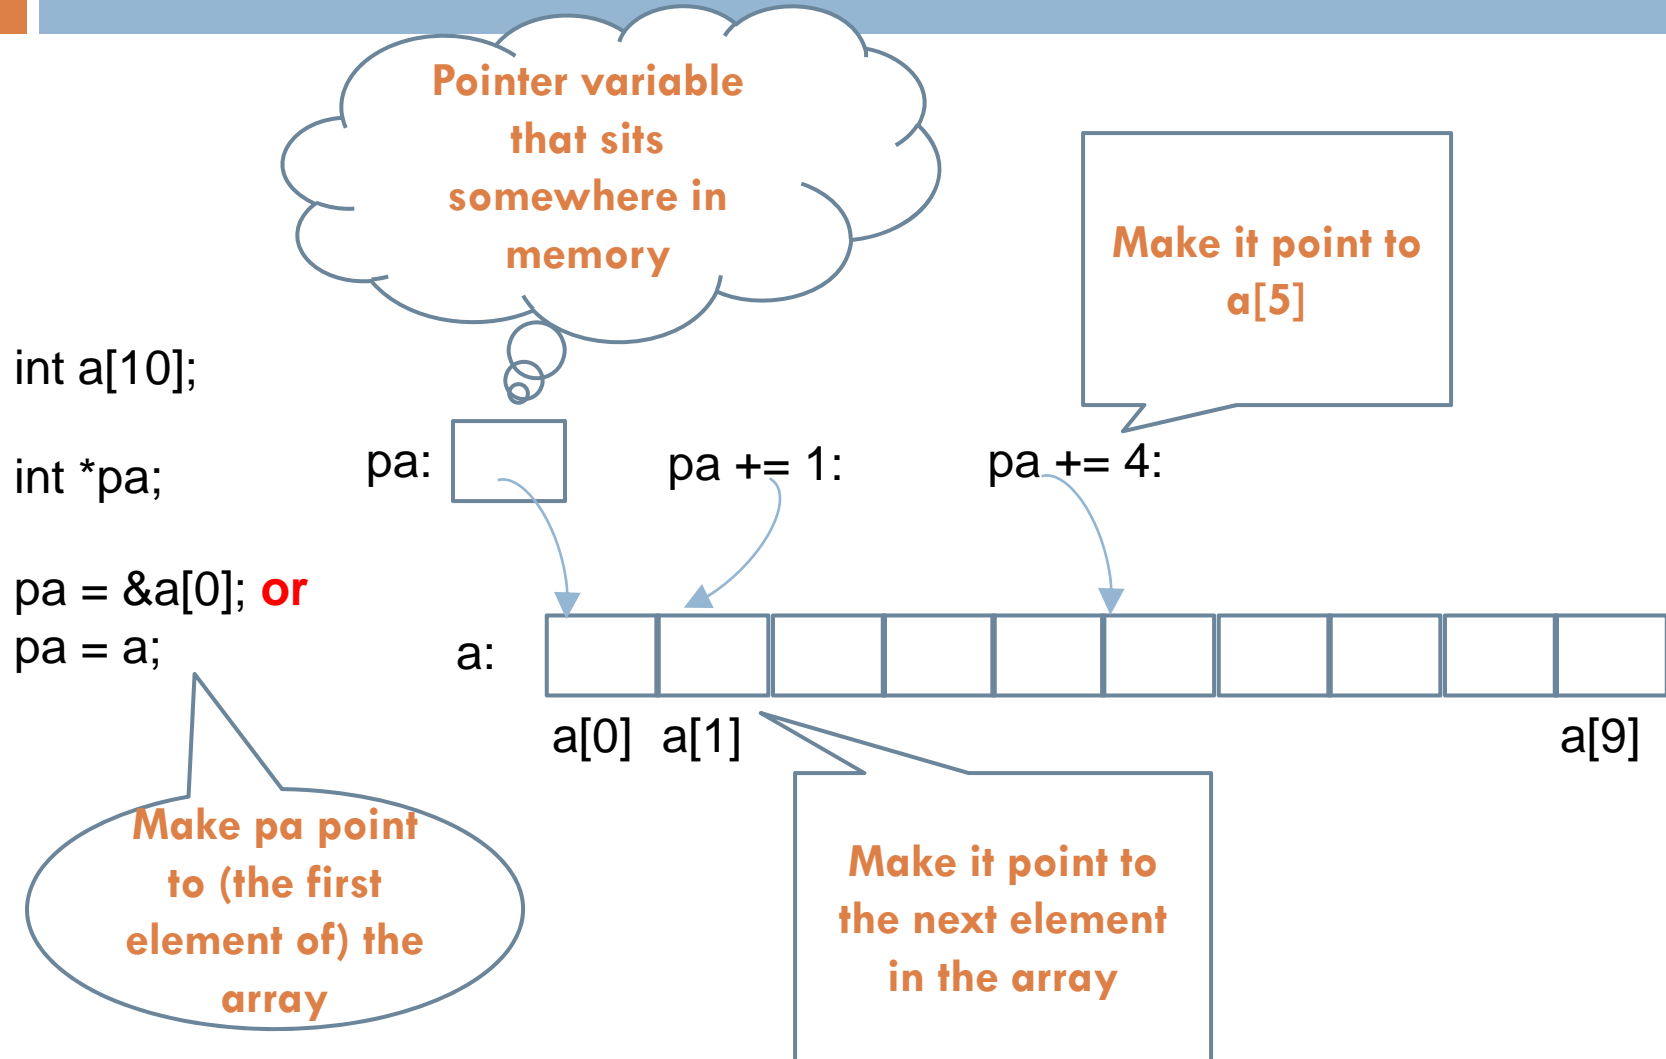 Pointer variable
that sits
somewhere in
memory
Make it point to
a[5]
int a[10];
int *pa;
pa:
pa += 1:
pa += 4:
pa = &a[0]; or
pa = a;
a:
a[0] a[1] a[9]
Make pa point
to (the first
element of) the
array
Make it point to
the next element
in the array